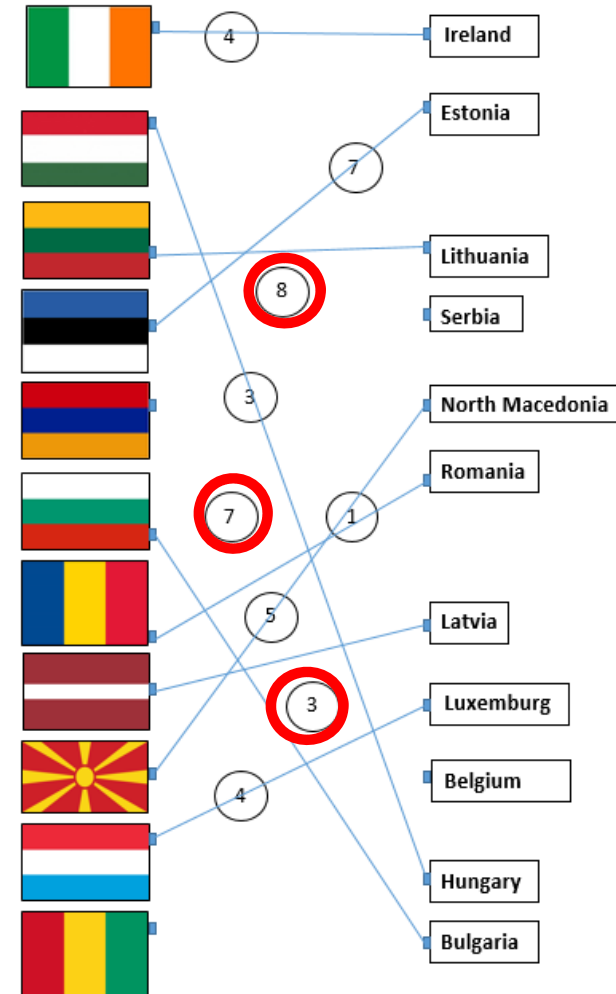 4
Ireland
Estonia
7
Lithuania
8
Serbia
3
North Macedonia
Romania
7
1
5
Latvia
3
Luxemburg
4
Belgium
Hungary
Bulgaria